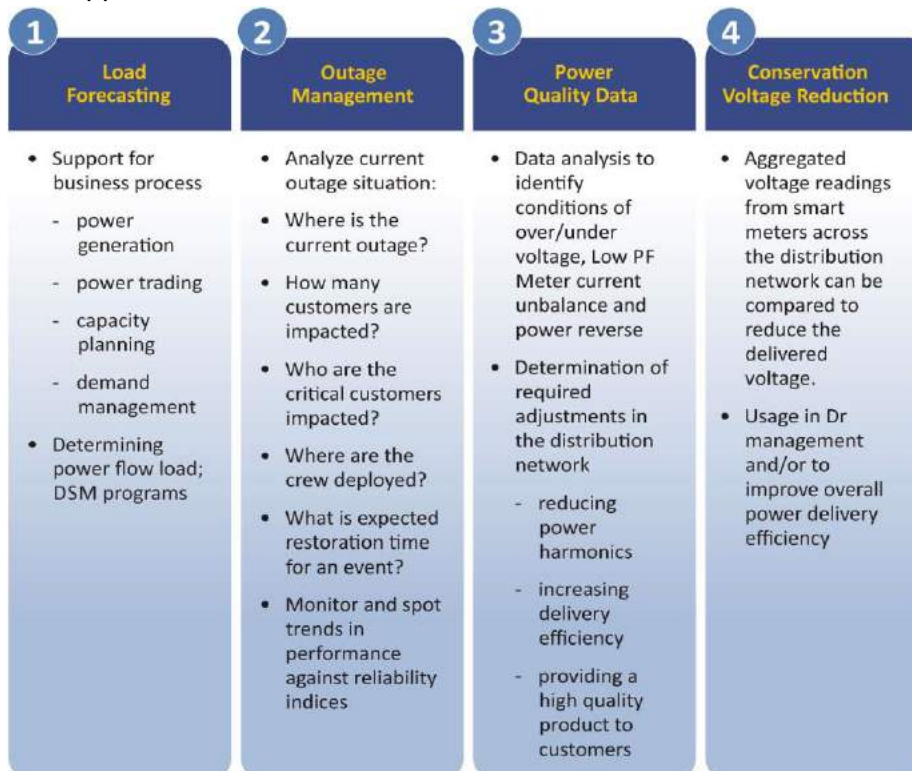 1
Load
Forecasting
• Support for
business process
- power
generation
- power trading
- capacity
planning
- demand
management
• Determining
power flow load;
DSM programs
2
Outage
Management
• Analyze current
outage situation:
• Where is the
current outage?
• How many
customers are
impacted?
• Who are the
critical customers
impacted?
• Where are the
crew deployed?
• What is expected
restoration time
for an event?
• Monitor and spot
trends in
performance
against reliability
indices
3
Power
Quality Data
• Data analysis to
identify
conditions of
over/under
voltage, Low PF
Meter current
unbalance and
power reverse
• Determination of
required
adjustments in
the distribution
network
- reducing
power
harmonics
- increasing
delivery
efficiency
- providing a
high quality
product to
customers
4
Conservation
Voltage Reduction
• Aggregated
voltage readings
from smart
meters across
the distribution
network can be
compared to
reduce the
delivered
voltage.
• Usage in Dr
management
and/or to
improve overall
power delivery
efficiency